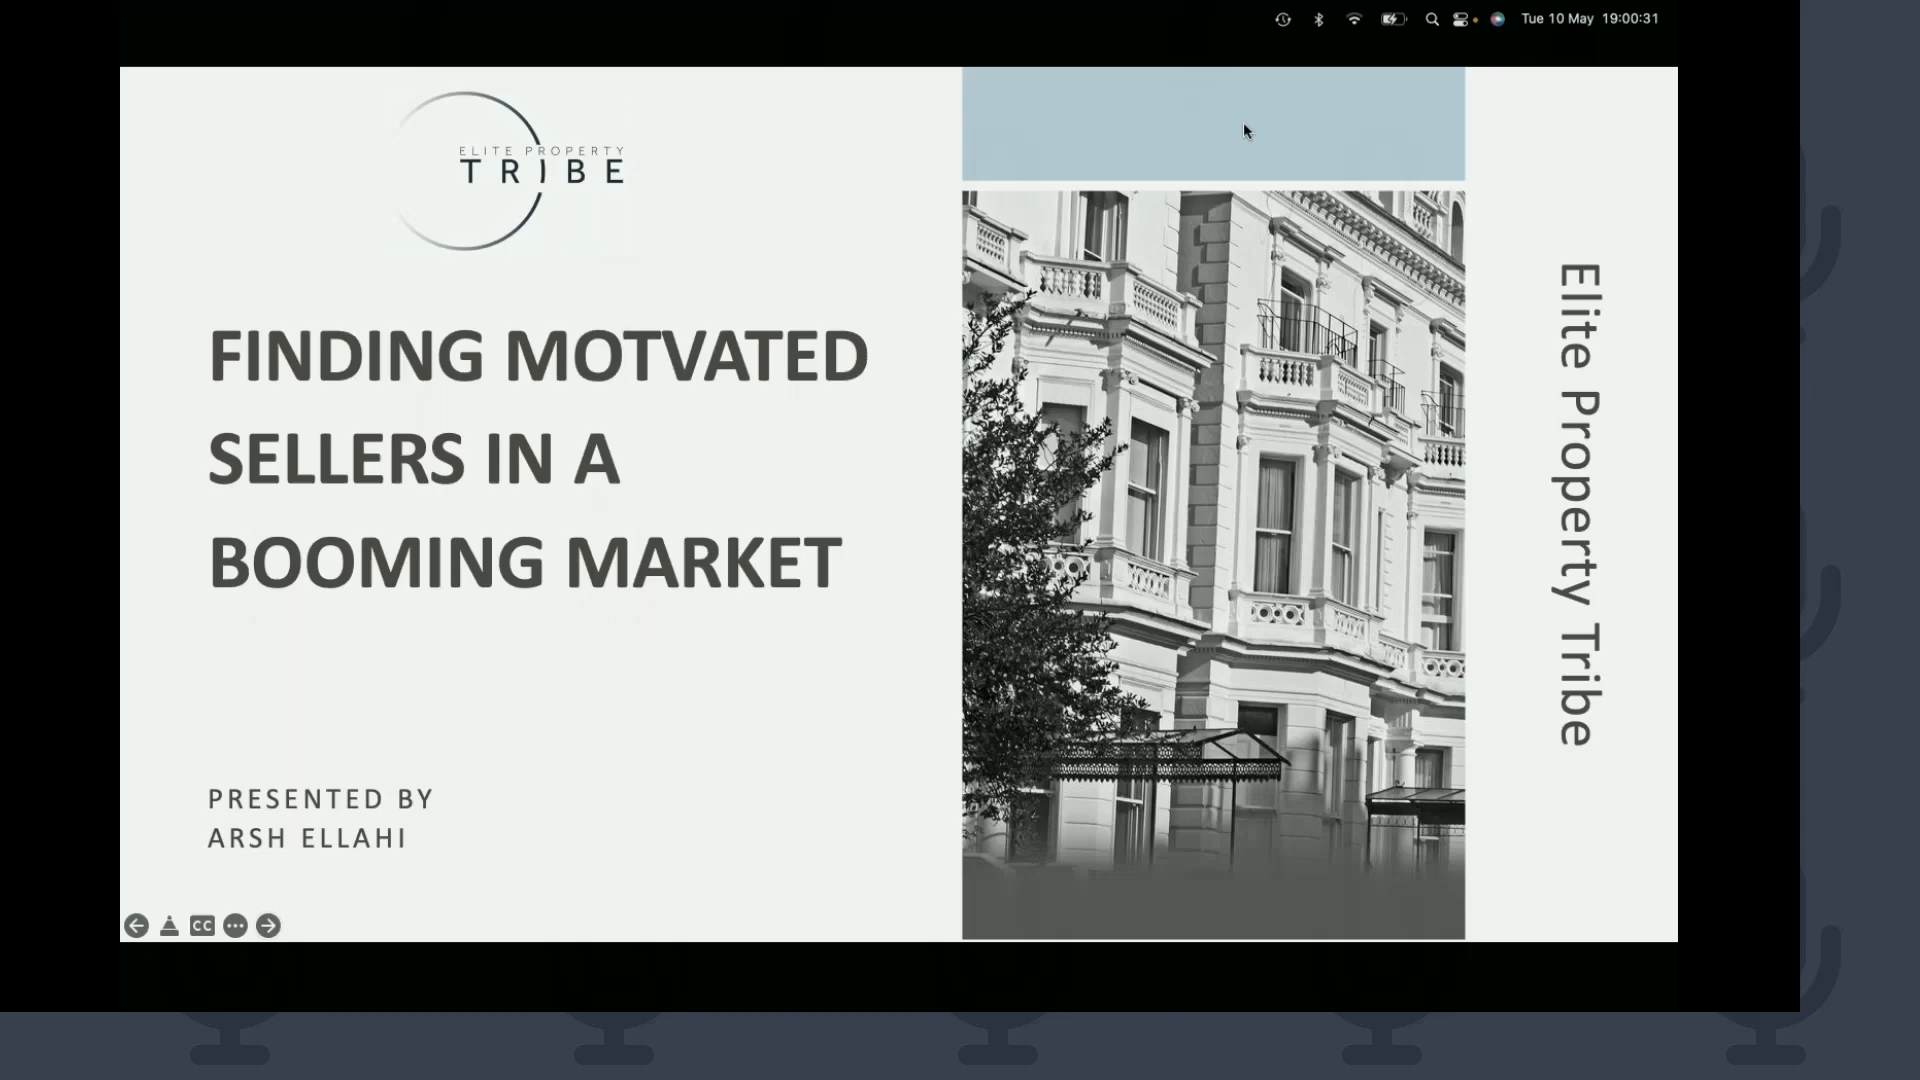 Tue 10 May 19:00:31
ELITE PROPERTY
TRIBE
FINDING MOTVATED
SELLERS IN A
BOOMING MARKET
PRESENTED BY
ARSH ELLAHI
CC
Elite Property Tribe